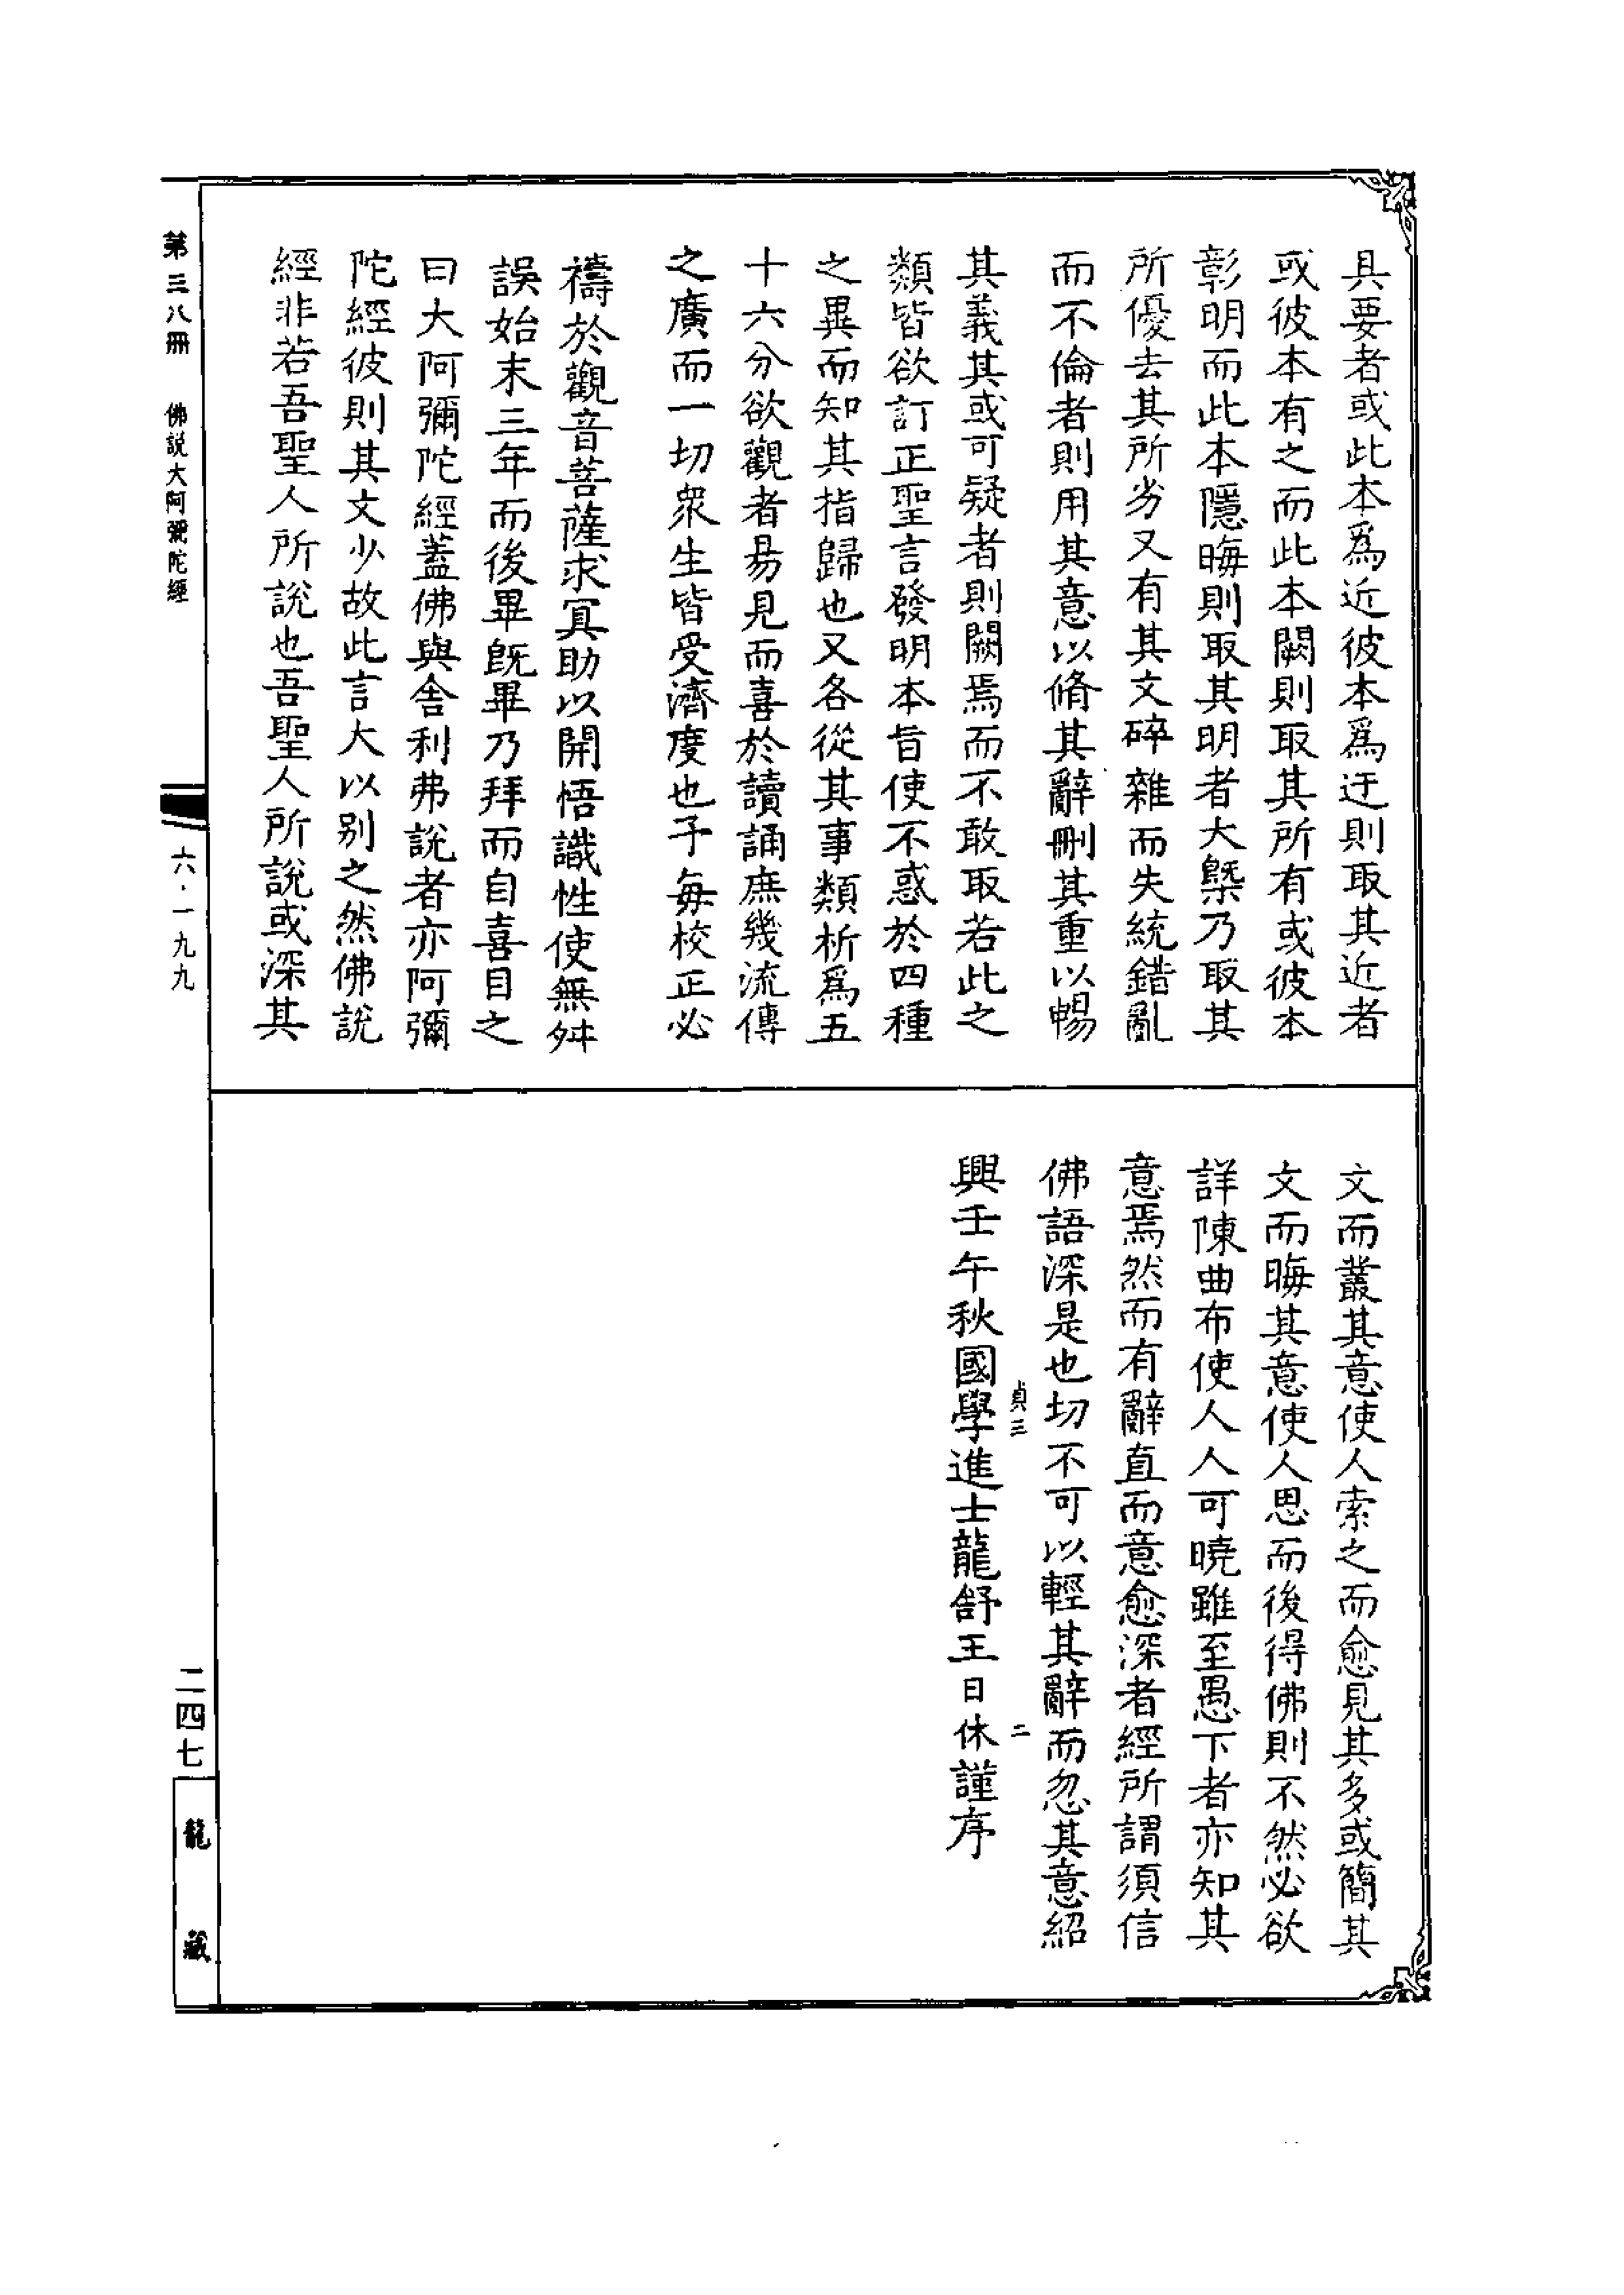 具要者或此本爲近彼本爲迂則取其近者
或彼本有之而此本闕則取其所有或彼本
彰明而此本隱晦則取其明者大槩乃取其
所優去其所劣又有其文碎雜而失統錯亂
而不倫者則用其意以脩其辭刪其重以暢
其義其或可疑者則闕焉而不敢取若此之
類皆欲訂正聖言發明本旨使不惑於四種
之異而知其指歸也又各從其事類析爲五
十六分欲觀者易見而喜於讀誦庶幾流傳
之廣而一切衆生皆受濟度也予每校正必
禱於觀音菩薩求冥助以開悟識性使無舛
誤始末三年而後畢旣畢乃拜而自喜目之
曰大阿彌陀經蓋佛與舍利弗說者亦阿彌
陀經彼則其文少故此言大以别之然佛說
經非若吾聖人所說也吾聖人所說或深其
文而叢其意使人索之而愈見其多或簡其
文而晦其意使人思而後得佛則不然必欲
詳陳曲布使人人可曉雖至愚下者亦知其
意焉然而有辭直而意愈深者經所謂須信
佛語深是也切不可以輕其辭而忽其意紹
貞三 二
興壬午秋國學進士龍舒王日休謹序
第三八冊 佛説大阿彌陀經
六·一九九
二四七
龍藏